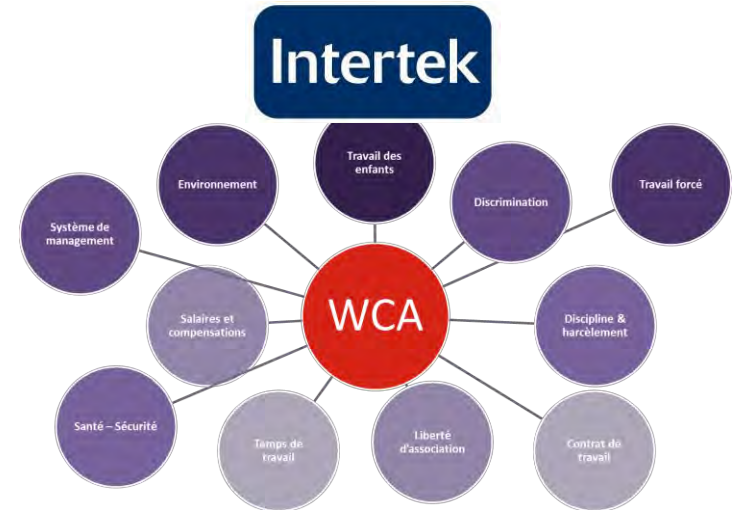 Intertek
Travail des
enfants
Environnement
Travail forcé
Discrimination
Système de
management
WCA
Salaires et
compensations
Discipline &
harcèlement
Santé – Sécurité
Temps de
travail
Liberté
d'association
Contrat de
travail